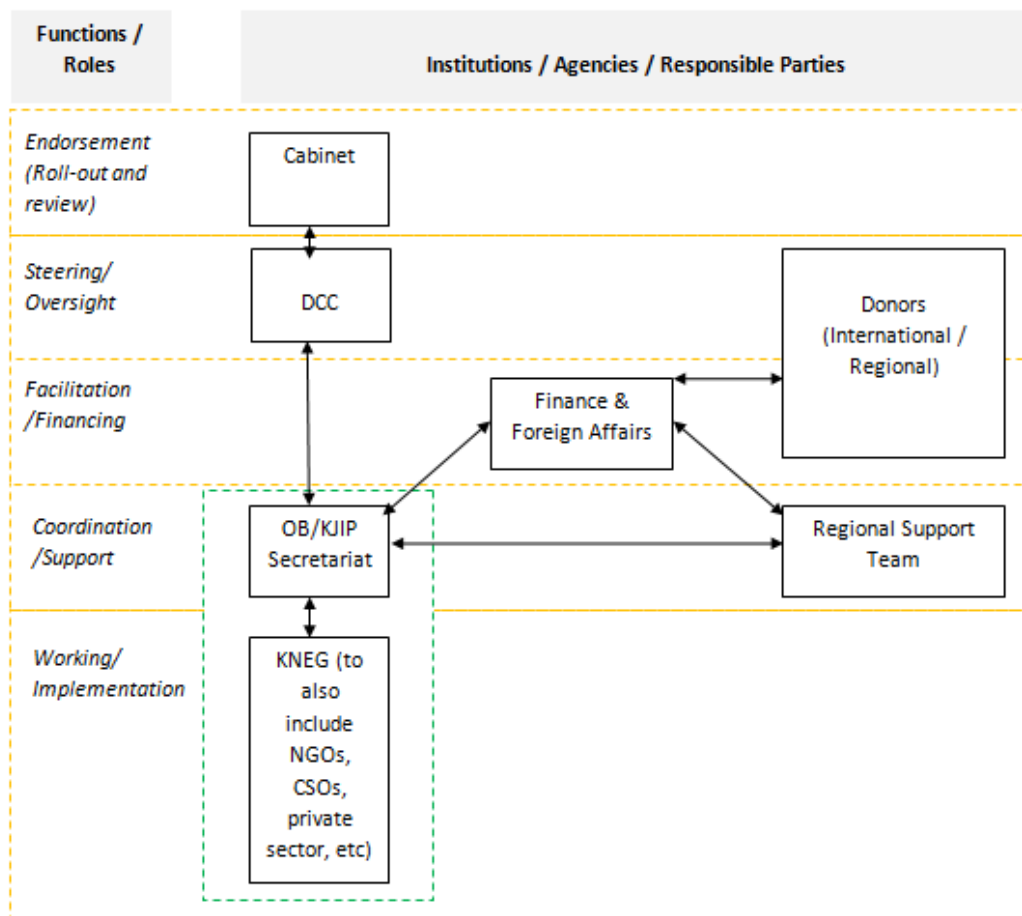 Functions /
Roles
Institutions / Agencies / Responsible Parties
Endorsement
(Roll-out and
review)
Cabinet
Steering/
Oversight
DCC
Donors
(International /
Regional)
Facilitation
/Financing
Finance &
Foreign Affairs
Coordination
/Support
OB/KJIP
Secretariat
Regional Support
Team
Working/
Implementation
KNEG (to
also
include
NGOs,
CSOs,
private
sector, etc)